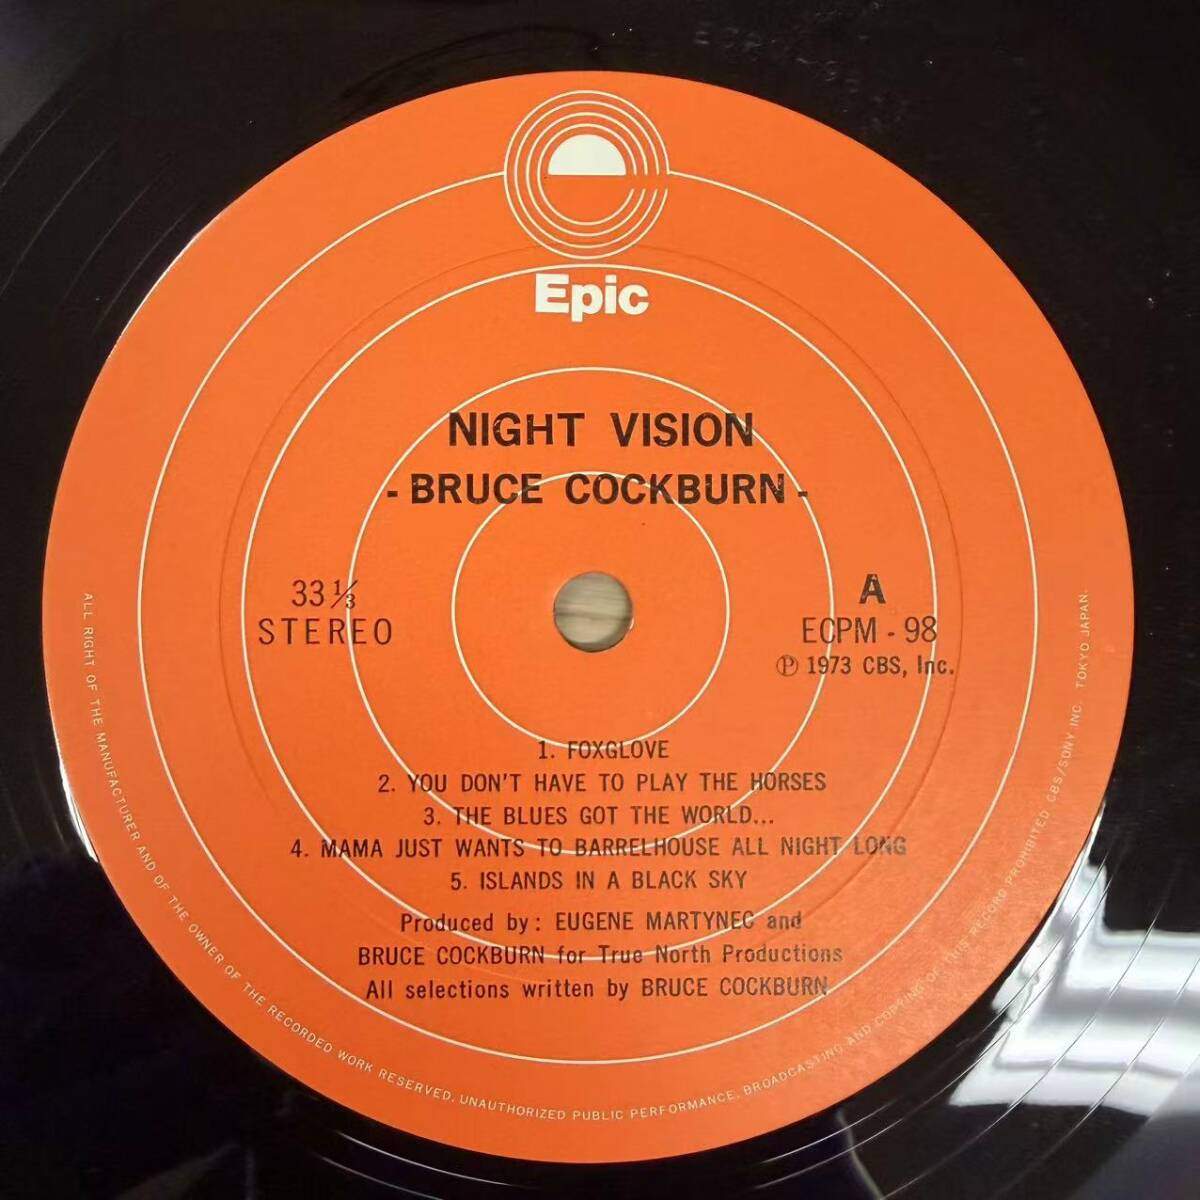 Epic
NIGHT VISION
- BRUCE COCKBURN -
33 1/3
STEREO
A
ECPM - 98
Ⓟ 1973 CBS, Inc.
1. FOXGLOVE
2. YOU DON'T HAVE TO PLAY THE HORSES
3. THE BLUES GOT THE WORLD...
4. MAMA JUST WANTS TO BARRELHOUSE ALL NIGHT LONG
5. ISLANDS IN A BLACK SKY
Produced by: EUGENE MARTYNEC and
BRUCE COCKBURN for True North Productions
All selections written by BRUCE COCKBURN
ALL RIGHT OF THE MANUFACTURER AND OF THE OWNER OF THE RECORDED WORK RESERVED. UNAUTHORIZED PUBLIC PERFORMANCE, BROADCASTING AND COPYING OF THIS RECORD PROHIBITED CBS/SONY INC. TOKYO JAPAN.